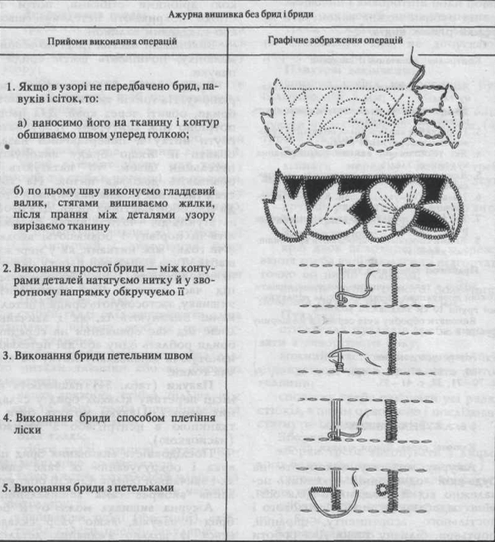 Ажурна вишивка без брид і бриди
Прийоми виконання операцій
Графічне зображення операцій
1. Якщо в узорі не передбачено брид, па-
вуків і сіток, то:
а) наносимо його на тканину і контур
обшиваємо швом уперед голкою;
б) по цьому шву виконуємо гладдєвий
валик, стягами вишиваємо жилки,
після прання між деталями узору
вирізаємо тканину
2. Виконання простої бриди — між конту-
рами деталей натягуємо нитку й у зво-
ротному напрямку обкручуємо її
3. Виконання бриди петельним швом
4. Виконання бриди способом плетіння
ліски
5. Виконання бриди з петельками